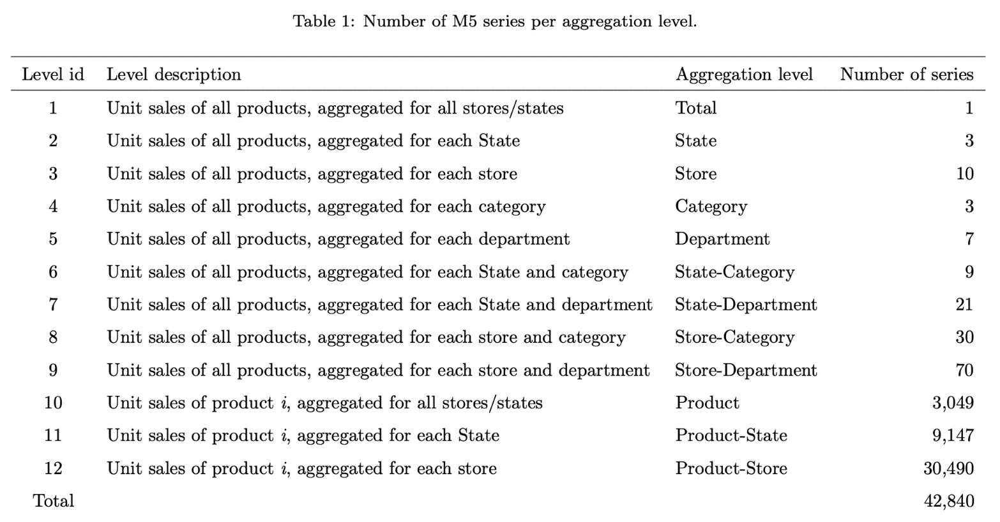 Table 1: Number of M5 series per aggregation level.
Level id Level description Aggregation level Number of series
1 Unit sales of all products, aggregated for all stores/states Total 1
2 Unit sales of all products, aggregated for each State State 3
3 Unit sales of all products, aggregated for each store Store 10
4 Unit sales of all products, aggregated for each category Category 3
5 Unit sales of all products, aggregated for each department Department 7
6 Unit sales of all products, aggregated for each State and category State-Category 9
7 Unit sales of all products, aggregated for each State and department State-Department 21
8 Unit sales of all products, aggregated for each store and category Store-Category 30
9 Unit sales of all products, aggregated for each store and department Store-Department 70
10 Unit sales of product i, aggregated for all stores/states Product 3,049
11 Unit sales of product i, aggregated for each State Product-State 9,147
12 Unit sales of product i, aggregated for each store Product-Store 30,490
Total 42,840